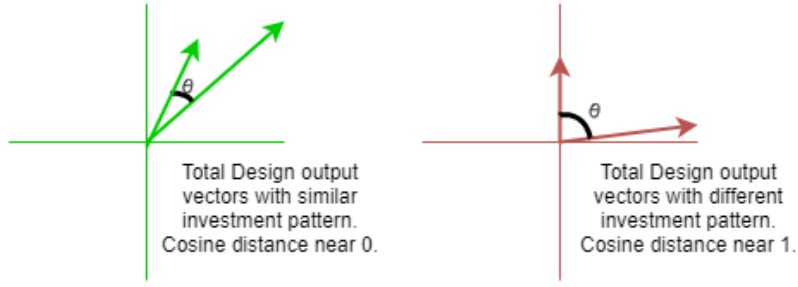 θ
Total Design output
vectors with similar
investment pattern.
Cosine distance near 0.
θ
Total Design output
vectors with different
investment pattern.
Cosine distance near 1.